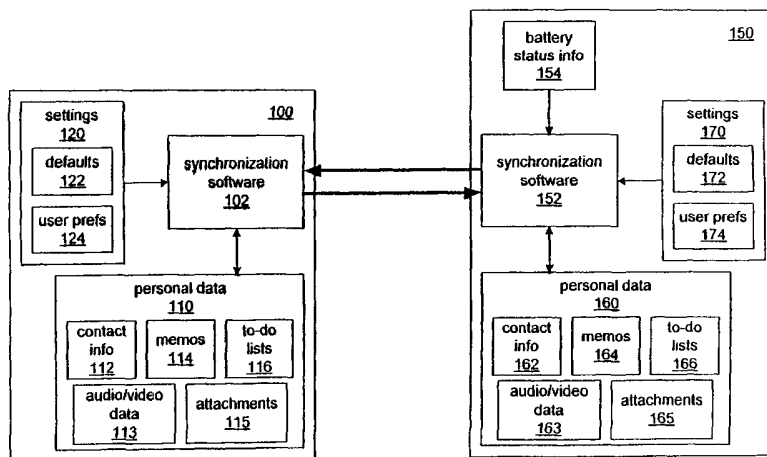 100
settings
120
defaults
122
user prefs
124
synchronization
software
102
personal data
110
contact
info
112
memos
114
to-do
lists
116
audio/video
data
113
attachments
115
150
battery
status info
154
synchronization
software
152
settings
170
defaults
172
user prefs
174
personal data
160
contact
info
162
memos
164
to-do
lists
166
audio/video
data
163
attachments
165